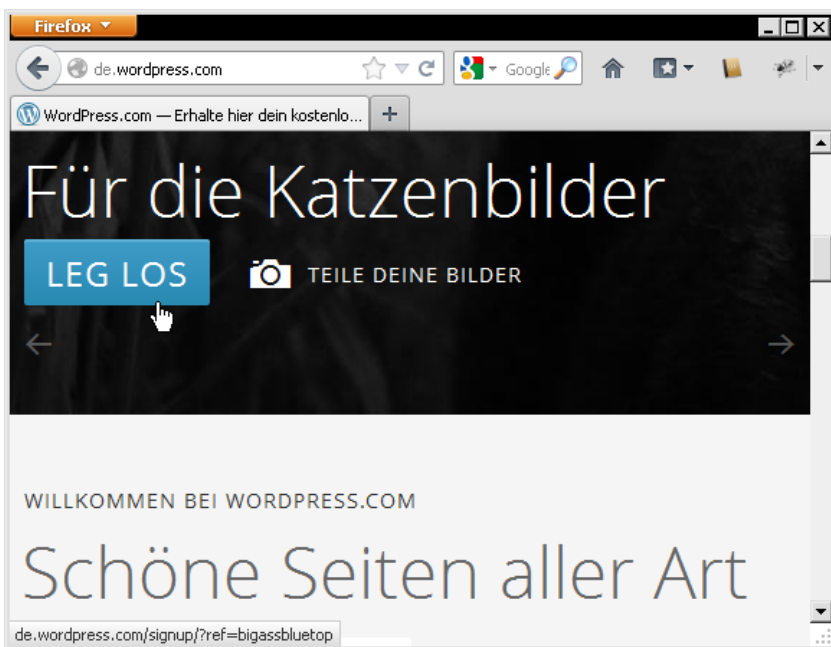 Firefox
de.wordpress.com
Google
WordPress.com — Erhalte hier dein kostenlo...
Für die Katzenbilder
LEG LOS
TEILE DEINE BILDER
WILLKOMMEN BEI WORDPRESS.COM
Schöne Seiten aller Art
de.wordpress.com/signup/?ref=bigassbluetop